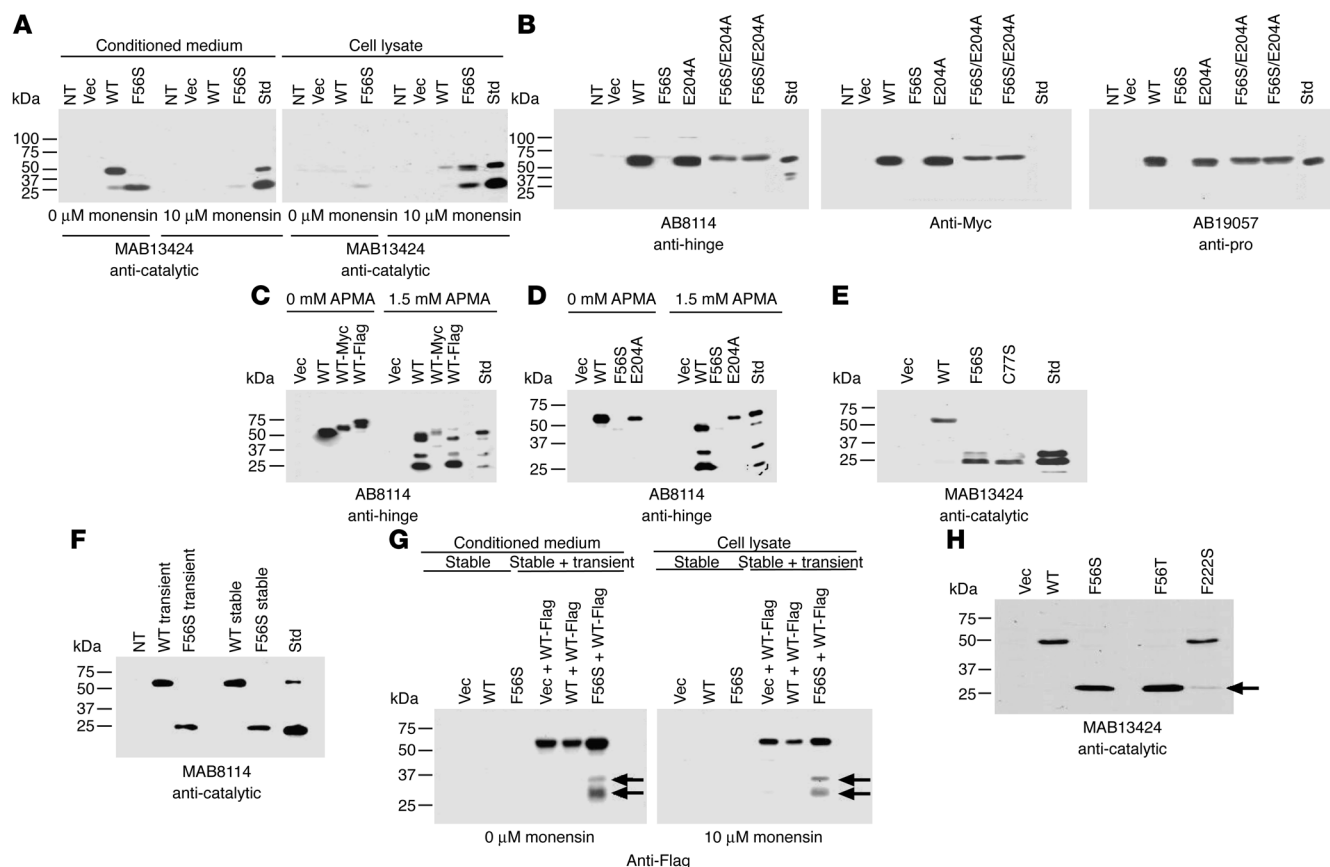 A
Conditioned medium
Cell lysate
NT
Vec
WT
F56S
NT
Vec
WT
F56S
Std
NT
Vec
WT
F56S
NT
Vec
WT
F56S
Std
kDa
100
75
50
37
25
0 µM monensin
10 µM monensin
0 µM monensin
10 µM monensin
MAB13424
anti-catalytic
MAB13424
anti-catalytic
B
NT
Vec
WT
F56S
E204A
F56S/E204A
F56S/E204A
Std
NT
Vec
WT
F56S
E204A
F56S/E204A
F56S/E204A
Std
NT
Vec
WT
F56S
E204A
F56S/E204A
F56S/E204A
Std
kDa
100
75
50
37
25
AB8114
anti-hinge
Anti-Myc
AB19057
anti-pro
C
0 mM APMA
1.5 mM APMA
Vec
WT
WT-Myc
WT-Flag
Vec
WT
WT-Myc
WT-Flag
Std
kDa
75
50
37
25
AB8114
anti-hinge
D
0 mM APMA
1.5 mM APMA
Vec
WT
F56S
E204A
Vec
WT
F56S
E204A
Std
kDa
75
50
37
25
AB8114
anti-hinge
E
Vec
WT
F56S
C77S
Std
kDa
75
50
37
25
MAB13424
anti-catalytic
F
NT
WT transient
F56S transient
WT stable
F56S stable
Std
kDa
75
50
37
25
MAB8114
anti-catalytic
G
Conditioned medium
Cell lysate
Stable
Stable + transient
Stable
Stable + transient
Vec
WT
F56S
Vec + WT-Flag
WT + WT-Flag
F56S + WT-Flag
Vec
WT
F56S
Vec + WT-Flag
WT + WT-Flag
F56S + WT-Flag
kDa
75
50
37
25
0 µM monensin
10 µM monensin
Anti-Flag
H
Vec
WT
F56S
F56T
F222S
kDa
75
50
37
25
MAB13424
anti-catalytic